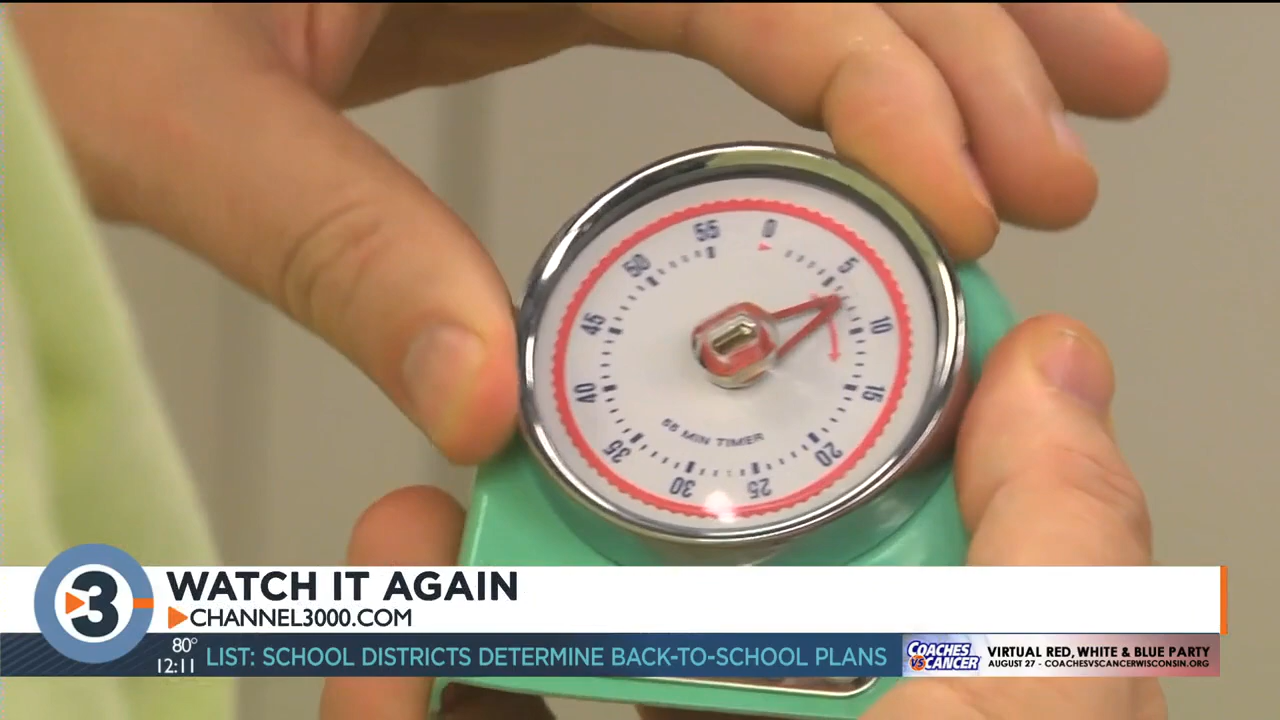 0
5
10
15
20
25
30
35
40
45
50
55
55 MIN TIMER
3
WATCH IT AGAIN
CHANNEL3000.COM
80°
12:11
LIST: SCHOOL DISTRICTS DETERMINE BACK-TO-SCHOOL PLANS
COACHES VS CANCER
VIRTUAL RED, WHITE & BLUE PARTY
AUGUST 27 - COACHESVSCANCERWISCONSIN.ORG